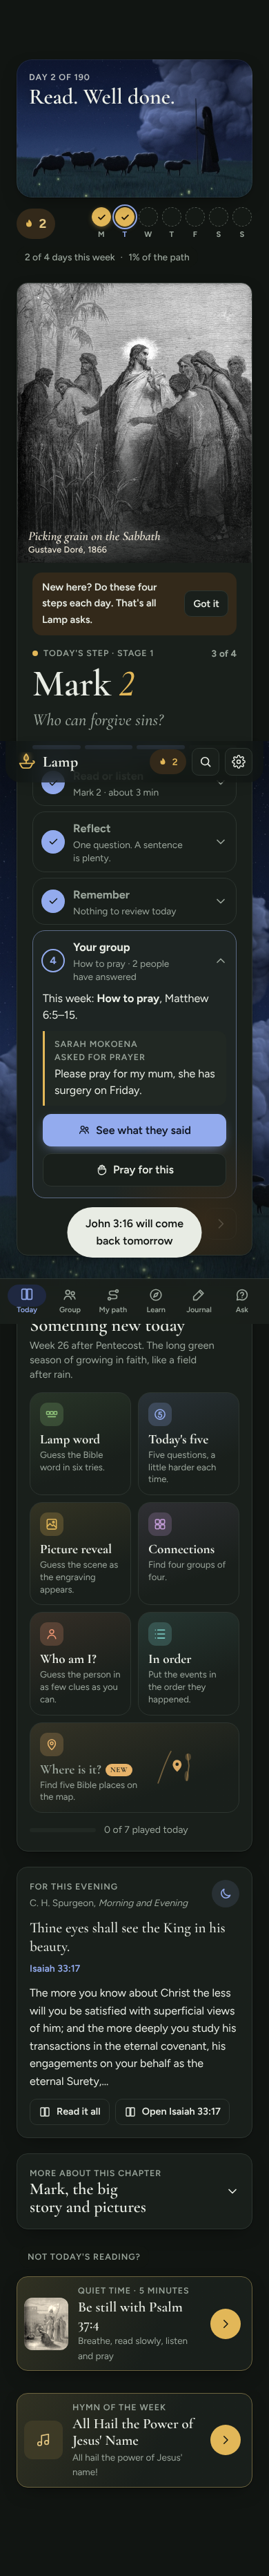 DAY 2 OF 190
Read. Well done.
2
M T W T F S S
2 of 4 days this week · 1% of the path
Picking grain on the Sabbath
Gustave Doré, 1866
New here? Do these four
steps each day. That's all
Lamp asks.
Got it
TODAY'S STEP · STAGE 1
3 of 4
Mark 2
Who can forgive sins?
Lamp
2
Read or listen
Mark 2 · about 3 min
Reflect
One question. A sentence
is plenty.
Remember
Nothing to review today
4
Your group
How to pray · 2 people
have answered
This week: How to pray, Matthew
6:5–15.
SARAH MOKOENA
ASKED FOR PRAYER
Please pray for my mum, she has
surgery on Friday.
See what they said
Pray for this
John 3:16 will come
back tomorrow
Today
Group
My path
Learn
Journal
Ask
Something new today
Week 26 after Pentecost. The long green
season of growing in faith, like a field
after rain.
Lamp word
Guess the Bible
word in six tries.
Today's five
Five questions, a
little harder each
time.
Picture reveal
Guess the scene as
the engraving
appears.
Connections
Find four groups of
four.
Who am I?
Guess the person in
as few clues as you
can.
In order
Put the events in
the order they
happened.
Where is it? NEW
Find five Bible places on
the map.
0 of 7 played today
FOR THIS EVENING
C. H. Spurgeon, Morning and Evening
Thine eyes shall see the King in his
beauty.
Isaiah 33:17
The more you know about Christ the less
will you be satisfied with superficial views
of him; and the more deeply you study his
transactions in the eternal covenant, his
engagements on your behalf as the
eternal Surety,...
Read it all
Open Isaiah 33:17
MORE ABOUT THIS CHAPTER
Mark, the big
story and pictures
NOT TODAY'S READING?
QUIET TIME · 5 MINUTES
Be still with Psalm
37:4
Breathe, read slowly, listen
and pray
HYMN OF THE WEEK
All Hail the Power of
Jesus' Name
All hail the power of Jesus'
name!